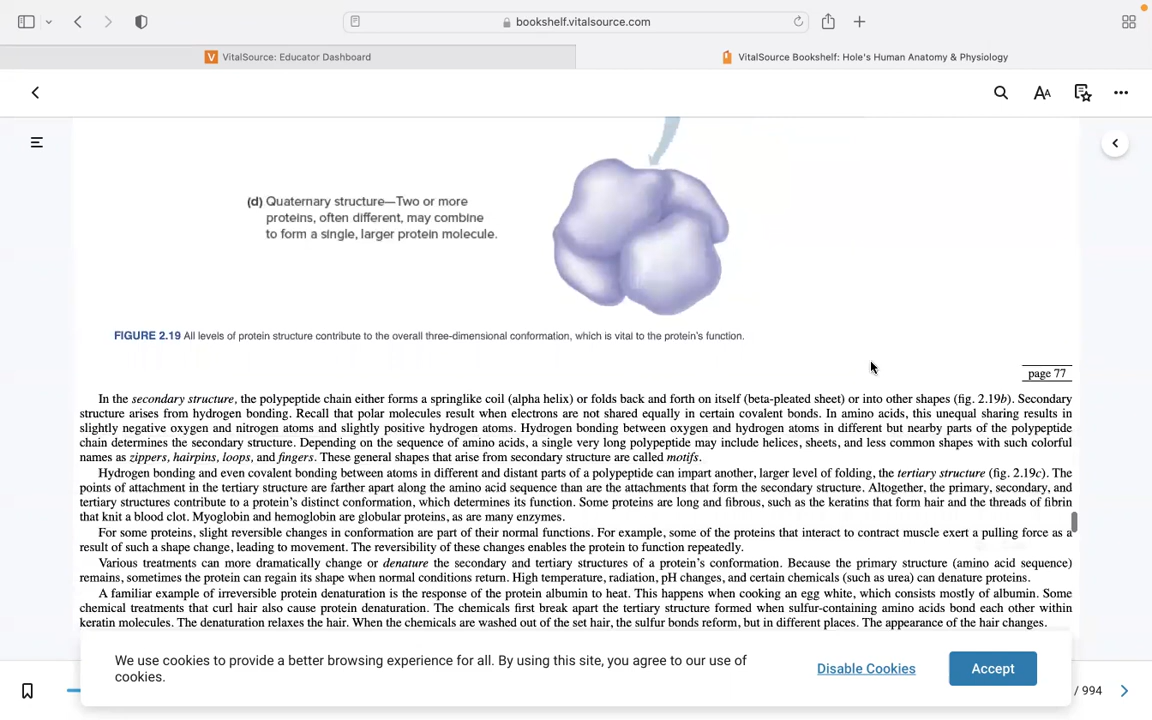 bookshelf.vitalsource.com
VitalSource: Educator Dashboard
VitalSource Bookshelf: Hole's Human Anatomy & Physiology
AA
(d) Quaternary structure—Two or more
proteins, often different, may combine
to form a single, larger protein molecule.
FIGURE 2.19 All levels of protein structure contribute to the overall three-dimensional conformation, which is vital to the protein's function.
page 77
In the secondary structure, the polypeptide chain either forms a springlike coil (alpha helix) or folds back and forth on itself (beta-pleated sheet) or into other shapes (fig. 2.19b). Secondary
structure arises from hydrogen bonding. Recall that polar molecules result when electrons are not shared equally in certain covalent bonds. In amino acids, this unequal sharing results in
slightly negative oxygen and nitrogen atoms and slightly positive hydrogen atoms. Hydrogen bonding between oxygen and hydrogen atoms in different but nearby parts of the polypeptide
chain determines the secondary structure. Depending on the sequence of amino acids, a single very long polypeptide may include helices, sheets, and less common shapes with such colorful
names as zippers, hairpins, loops, and fingers. These general shapes that arise from secondary structure are called motifs.
Hydrogen bonding and even covalent bonding between atoms in different and distant parts of a polypeptide can impart another, larger level of folding, the tertiary structure (fig. 2.19c). The
points of attachment in the tertiary structure are farther apart along the amino acid sequence than are the attachments that form the secondary structure. Altogether, the primary, secondary, and
tertiary structures contribute to a protein's distinct conformation, which determines its function. Some proteins are long and fibrous, such as the keratins that form hair and the threads of fibrin
that knit a blood clot. Myoglobin and hemoglobin are globular proteins, as are many enzymes.
For some proteins, slight reversible changes in conformation are part of their normal functions. For example, some of the proteins that interact to contract muscle exert a pulling force as a
result of such a shape change, leading to movement. The reversibility of these changes enables the protein to function repeatedly.
Various treatments can more dramatically change or denature the secondary and tertiary structures of a protein's conformation. Because the primary structure (amino acid sequence)
remains, sometimes the protein can regain its shape when normal conditions return. High temperature, radiation, pH changes, and certain chemicals (such as urea) can denature proteins.
A familiar example of irreversible protein denaturation is the response of the protein albumin to heat. This happens when cooking an egg white, which consists mostly of albumin. Some
chemical treatments that curl hair also cause protein denaturation. The chemicals first break apart the tertiary structure formed when sulfur-containing amino acids bond each other within
keratin molecules. The denaturation relaxes the hair. When the chemicals are washed out of the set hair, the sulfur bonds reform, but in different places. The appearance of the hair changes.
We use cookies to provide a better browsing experience for all. By using this site, you agree to our use of
cookies.
Disable Cookies
Accept
/ 994